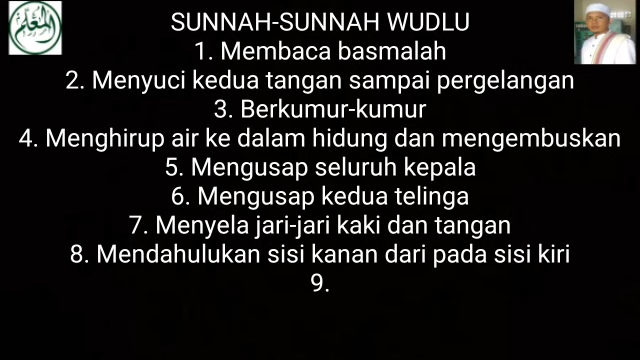 SUNNAH-SUNNAH WUDLU
1. Membaca basmalah
2. Menyuci kedua tangan sampai pergelangan
3. Berkumur-kumur
4. Menghirup air ke dalam hidung dan mengembuskan
5. Mengusap seluruh kepala
6. Mengusap kedua telinga
7. Menyela jari-jari kaki dan tangan
8. Mendahulukan sisi kanan dari pada sisi kiri
9.